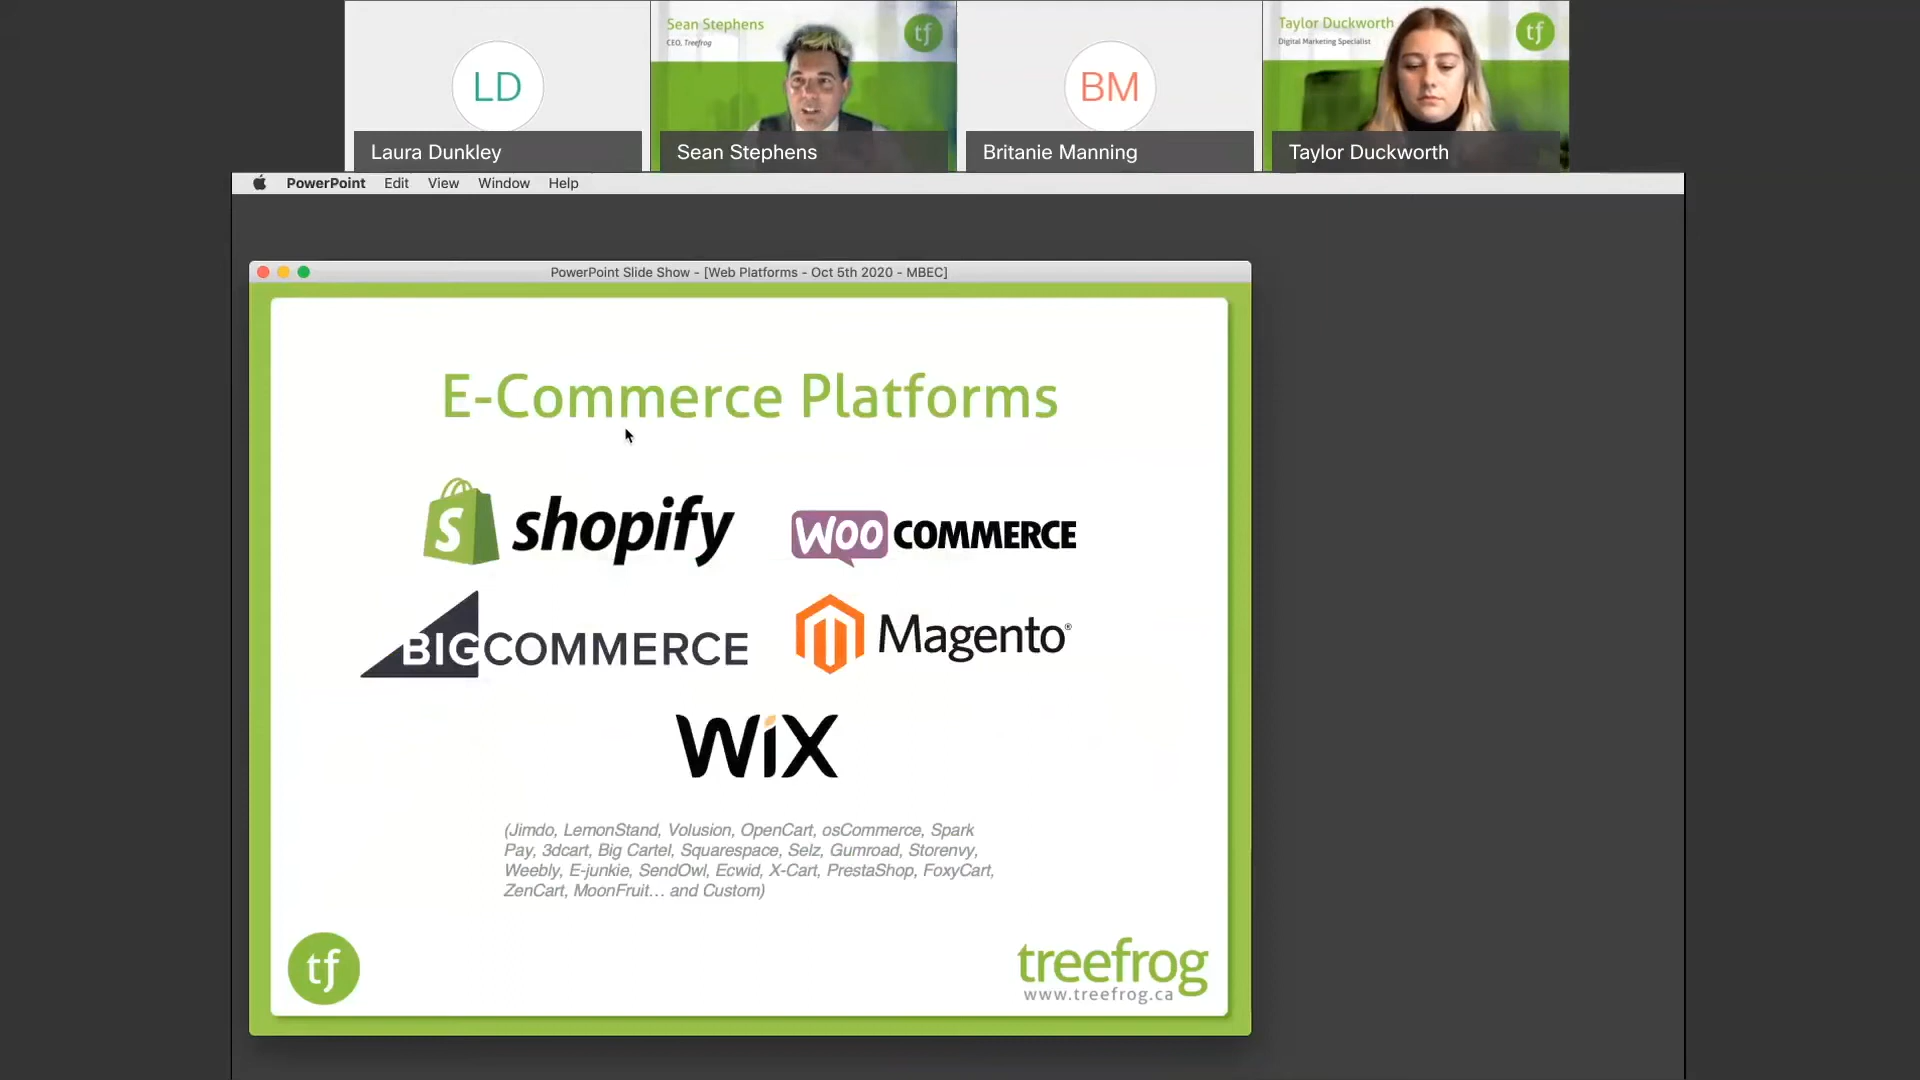 LD
Laura Dunkley
Sean Stephens
CEO, Treefrog
tf
Sean Stephens
BM
Britanie Manning
Taylor Duckworth
Digital Marketing Specialist
tf
Taylor Duckworth
PowerPoint Edit View Window Help
PowerPoint Slide Show - [Web Platforms - Oct 5th 2020 - MBEC]
E-Commerce Platforms
S shopify
WOO COMMERCE
BIGCOMMERCE
Magento®
WiX
(Jimdo, LemonStand, Volusion, OpenCart, osCommerce, Spark
Pay, 3dcart, Big Cartel, Squarespace, Selz, Gumroad, Storenvy,
Weebly, E-junkie, SendOwl, Ecwid, X-Cart, PrestaShop, FoxyCart,
ZenCart, MoonFruit... and Custom)
tf
treefrog
www.treefrog.ca